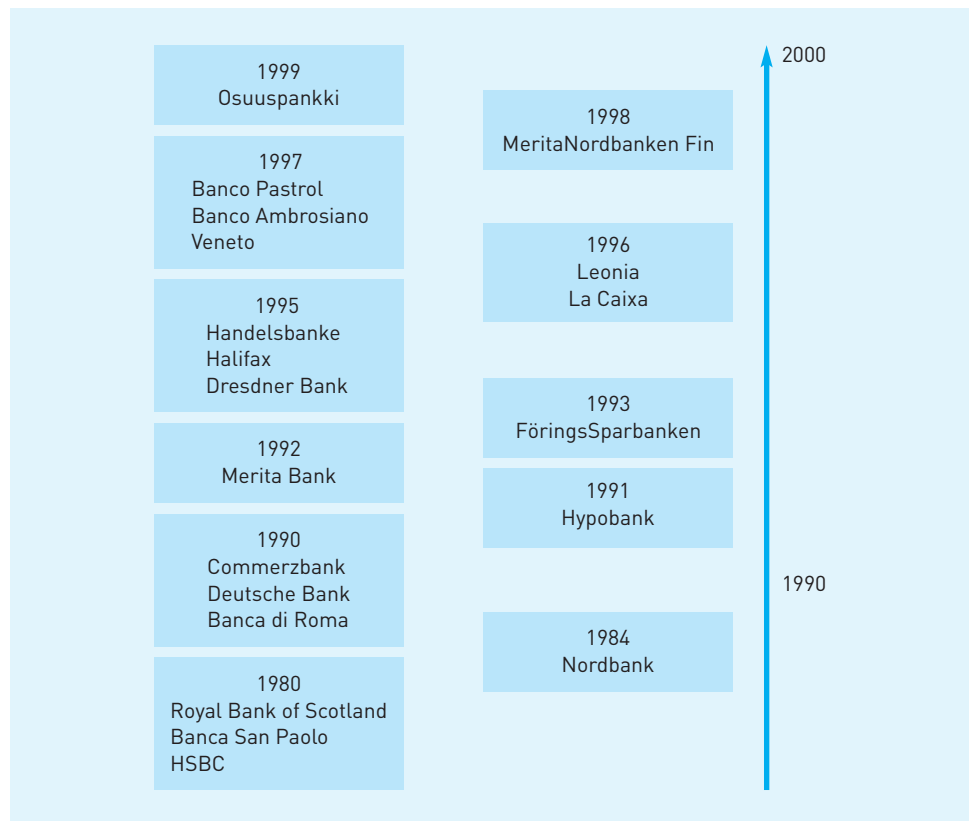 1999
Osuuspankki
1997
Banco Pastrol
Banco Ambrosiano
Veneto
1995
Handelsbanke
Halifax
Dresdner Bank
1992
Merita Bank
1990
Commerzbank
Deutsche Bank
Banca di Roma
1980
Royal Bank of Scotland
Banca San Paolo
HSBC
1998
MeritaNordbanken Fin
1996
Leonia
La Caixa
1993
FöringsSparbanken
1991
Hypobank
1984
Nordbank
2000
1990